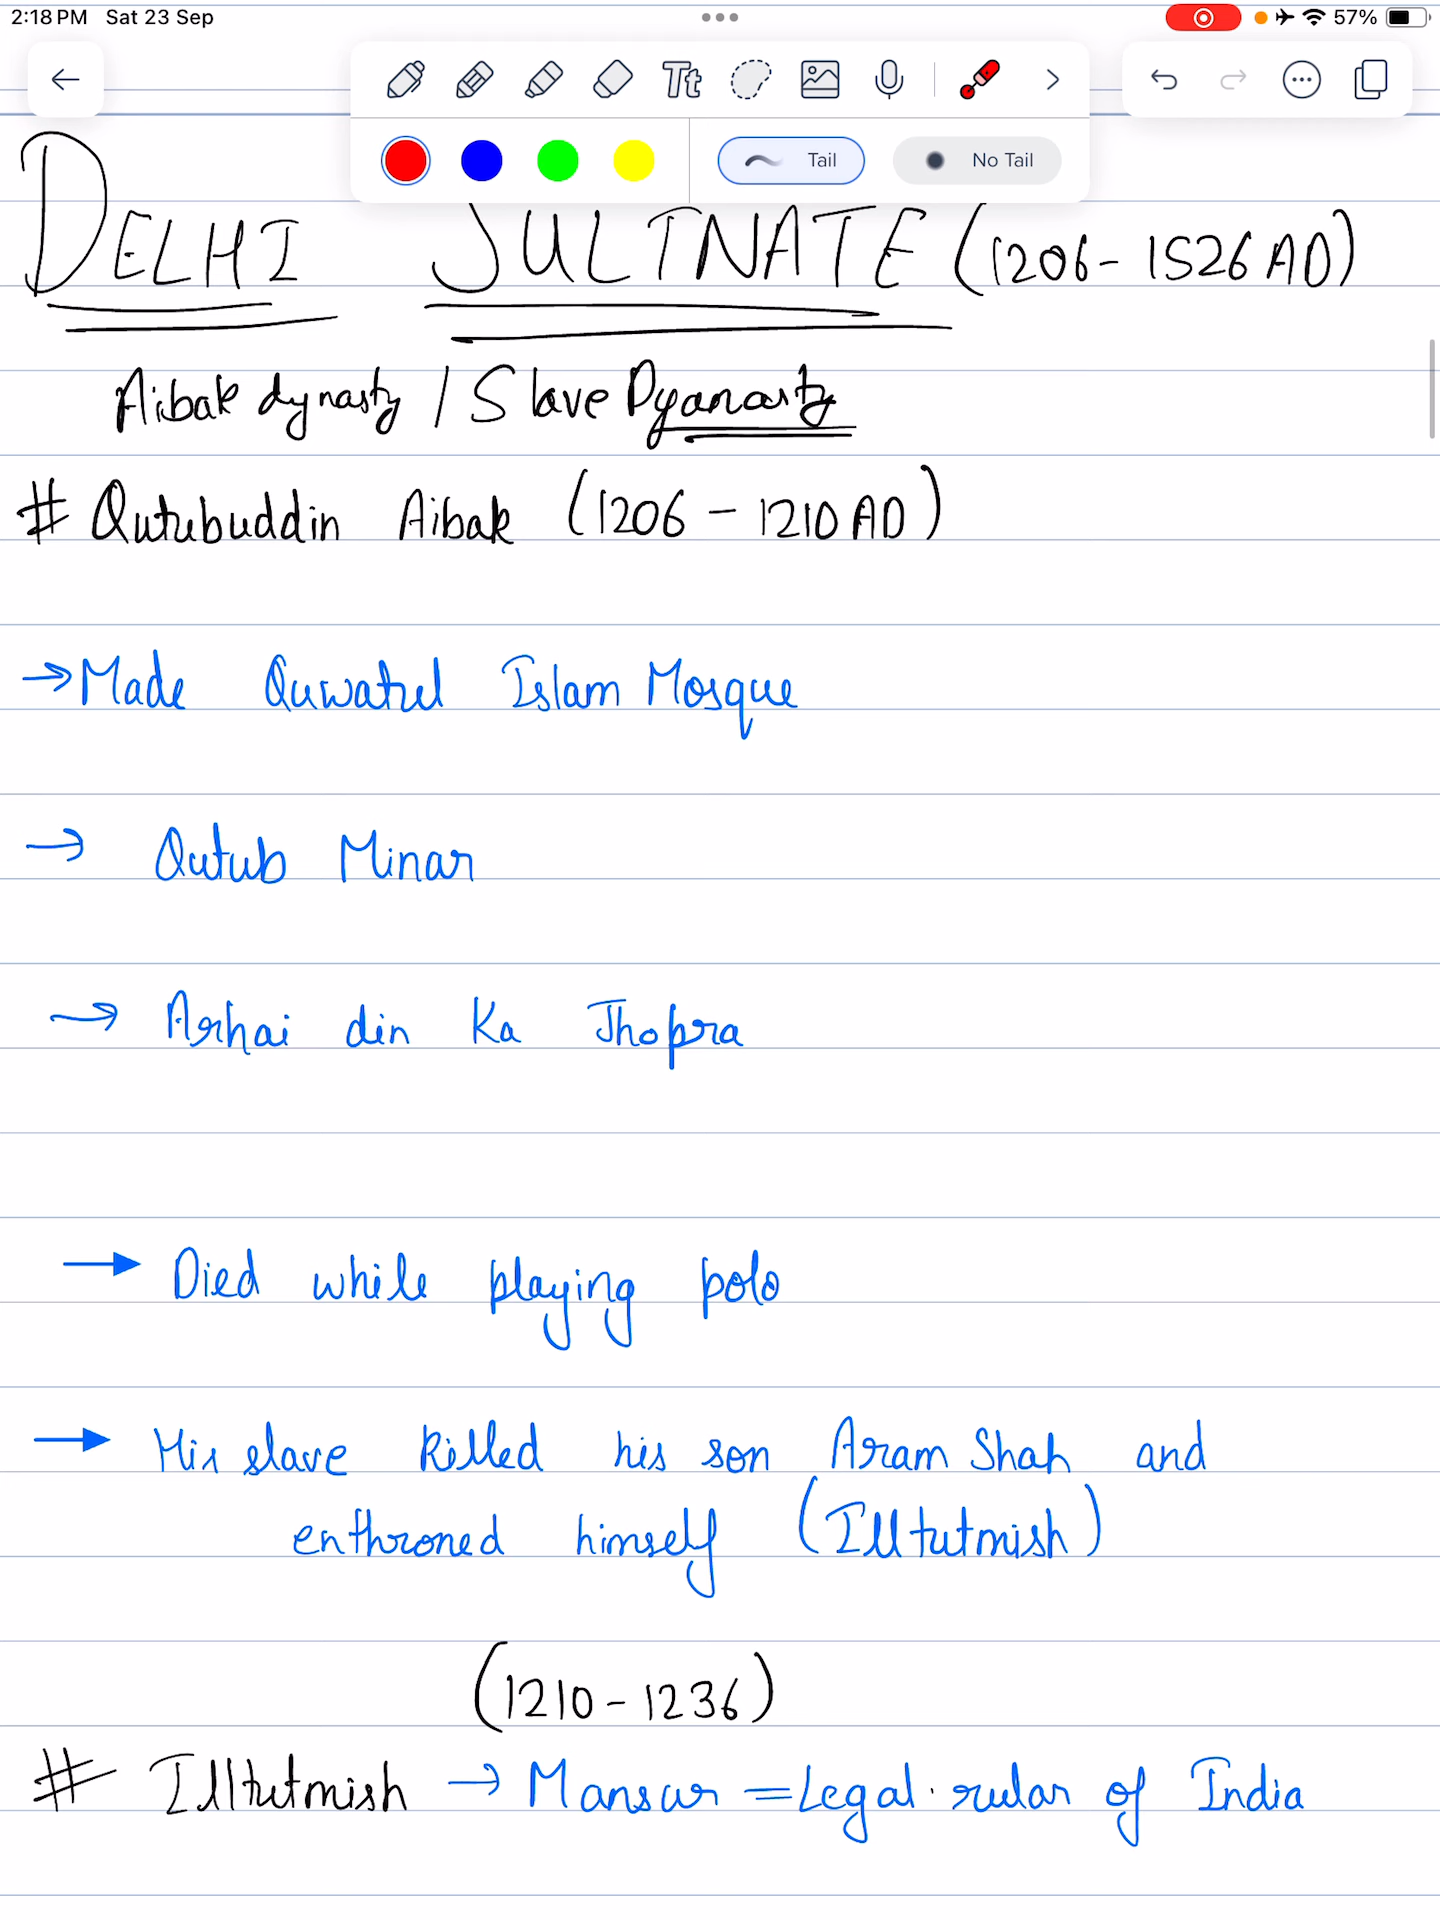 2:18 PM Sat 23 Sep 57%
Tt
Tail No Tail
DELHI SULTNATE (1206-1526 AD)
Aibak dynasty / Slave Dyanasty
# Qutubuddin Aibak (1206 - 1210 AD)
→ Made Quwatul Islam Mosque
→ Qutub Minar
→ Arhai din Ka Jhopra
→ Died while playing polo
→ His slave killed his son Aram Shah and
enthroned himself (Illtutmish)
(1210 - 1236)
# Illtutmish → Mansur = Legal. rular of India